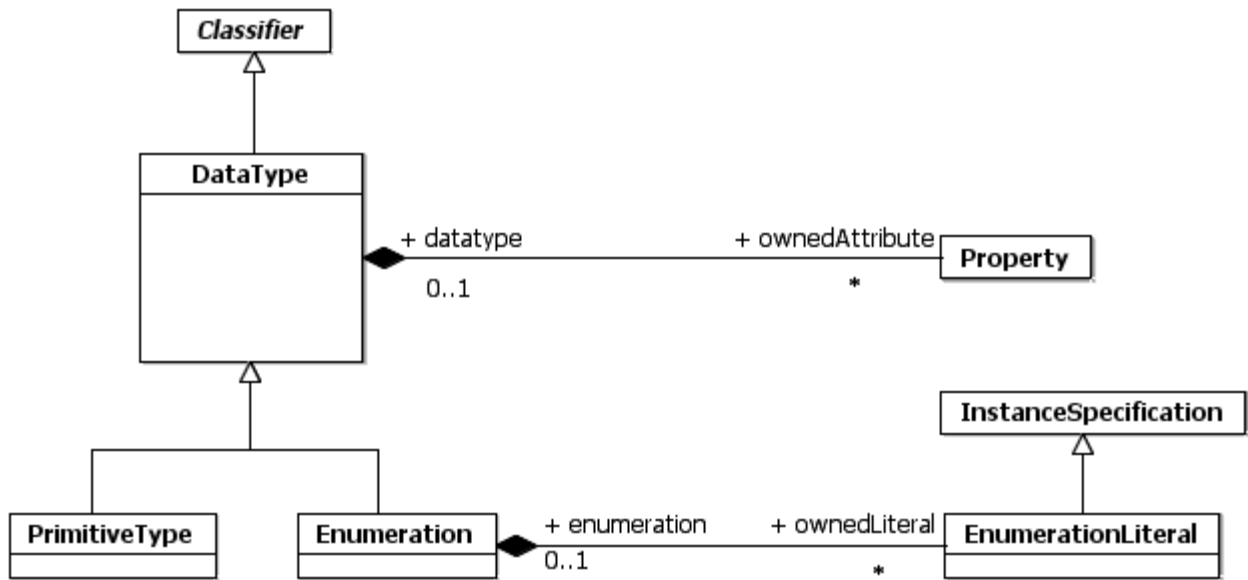 Classifier
DataType
+ datatype
+ ownedAttribute
Property
0..1
*
InstanceSpecification
PrimitiveType
Enumeration
+ enumeration
+ ownedLiteral
EnumerationLiteral
0..1
*